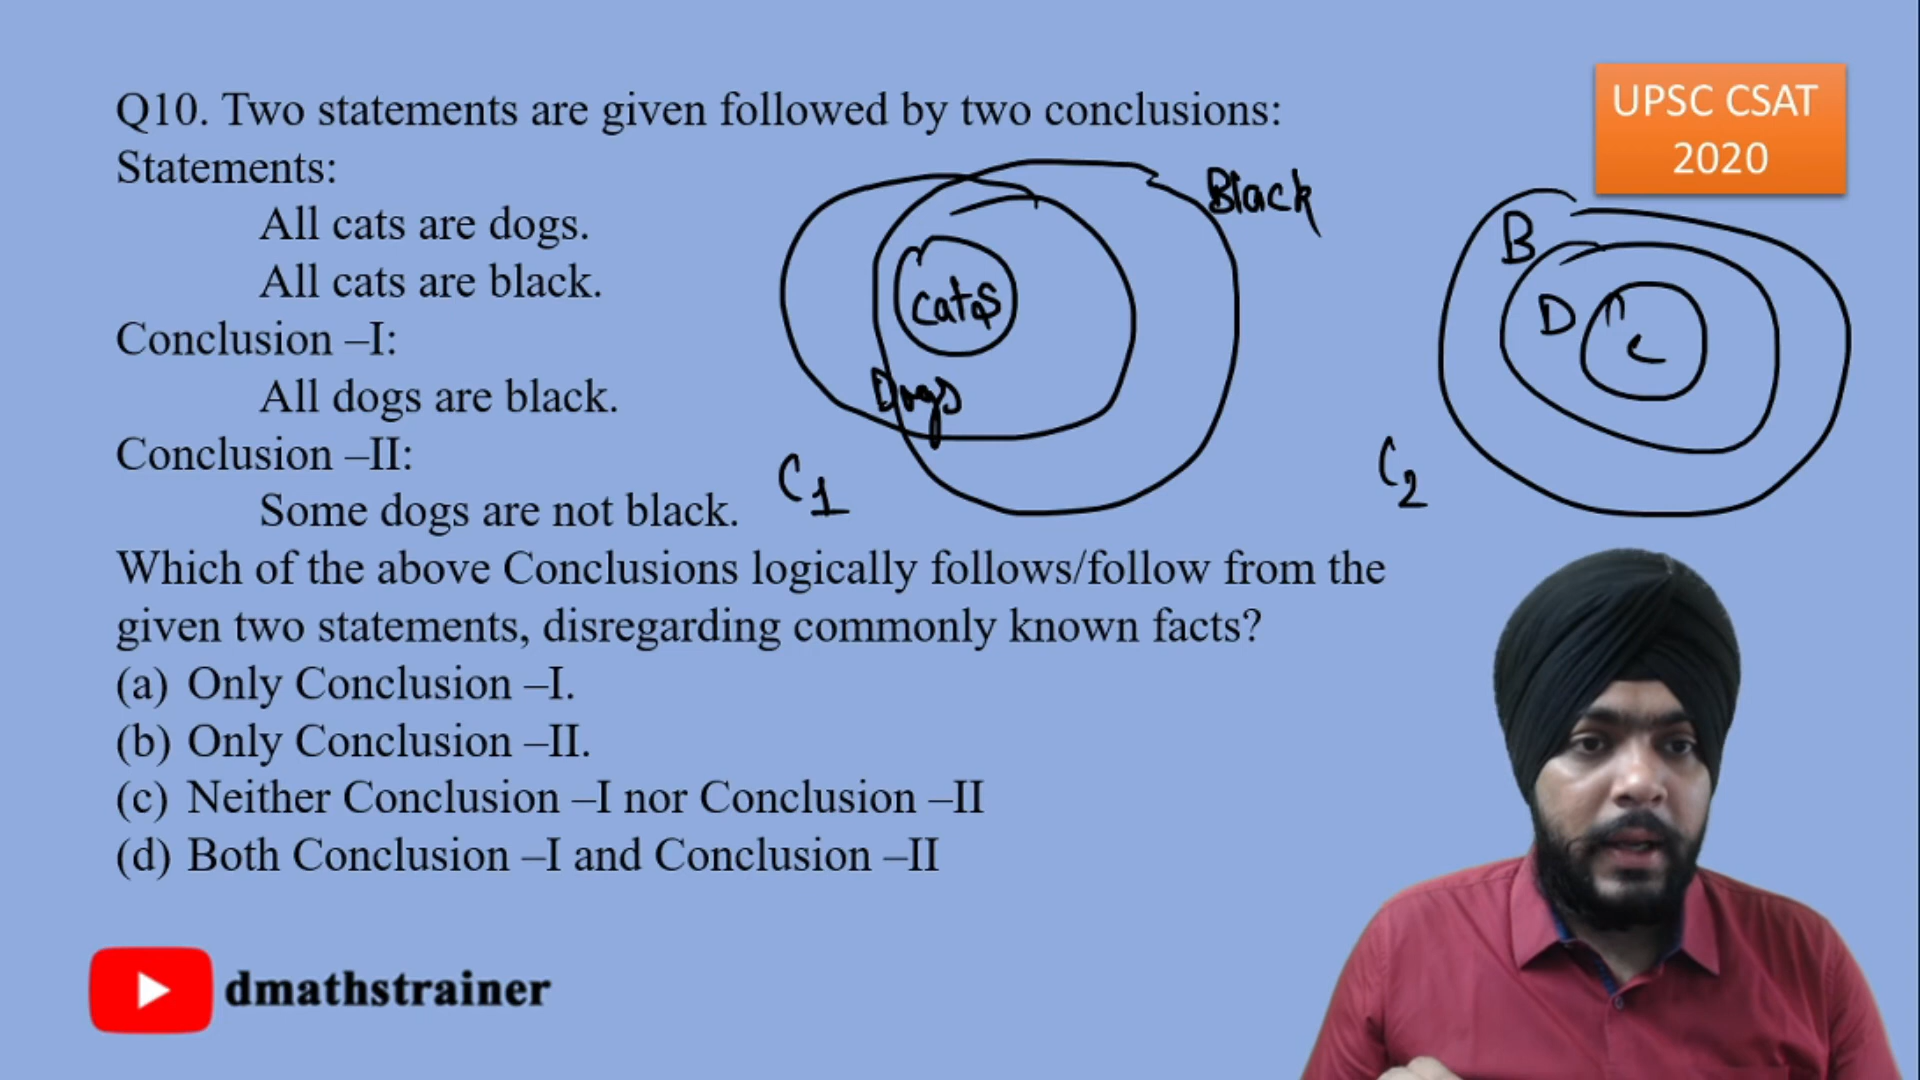 Q10. Two statements are given followed by two conclusions:
Statements:
All cats are dogs.
All cats are black.
Conclusion –I:
All dogs are black.
Conclusion –II:
Some dogs are not black.
Which of the above Conclusions logically follows/follow from the
given two statements, disregarding commonly known facts?
(a) Only Conclusion –I.
(b) Only Conclusion –II.
(c) Neither Conclusion –I nor Conclusion –II
(d) Both Conclusion –I and Conclusion –II
UPSC CSAT
2020
Black
Cats
Dogs
C1
B
D
C
C2
dmathstrainer